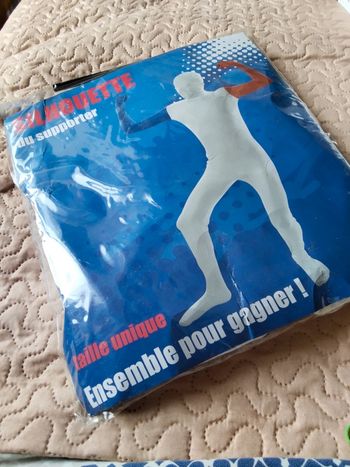 SILHOUETTE
du supporter
taille unique
Ensemble pour gagner !